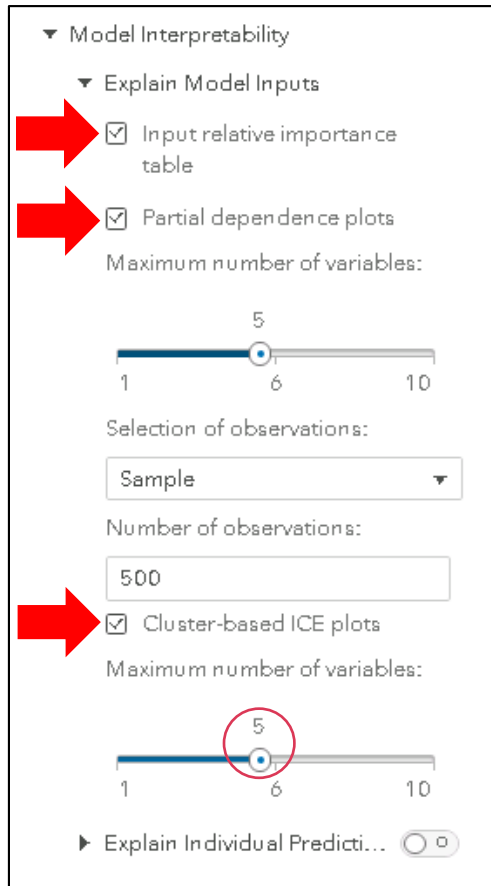 Model Interpretability
Explain Model Inputs
Input relative importance
table
Partial dependence plots
Maximum number of variables:
5
1 6 10
Selection of observations:
Sample
Number of observations:
500
Cluster-based ICE plots
Maximum number of variables:
5
1 6 10
Explain Individual Predicti...